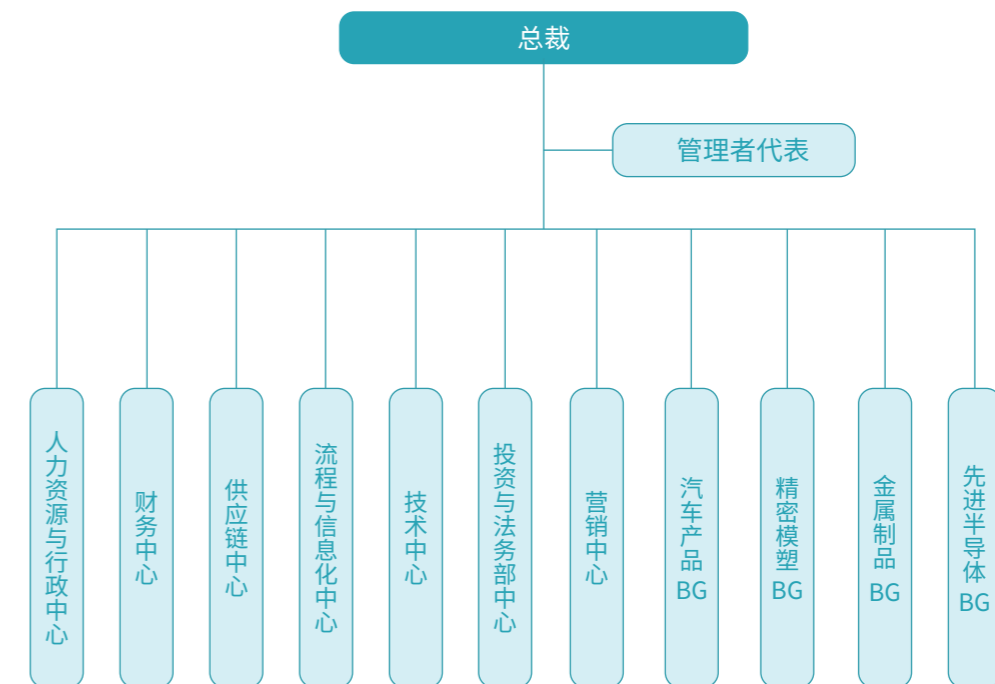 总裁
管理者代表
人力资源与行政中心
财务中心
供应链中心
流程与信息化中心
技术中心
投资与法务部中心
营销中心
汽车产品BG
精密模塑BG
金属制品BG
先进半导体BG